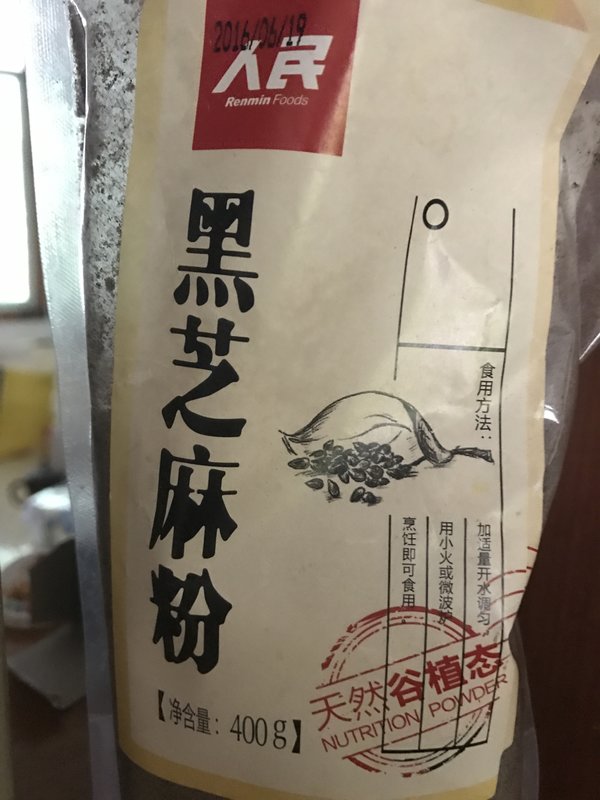 2016/06/19
人民
Renmin Foods
黑芝麻粉
【净含量：400g】
食用方法：
加适量开水调匀，
用小火或微波炉
烹饪即可食用。
天然谷植态
NUTRITION POWDER